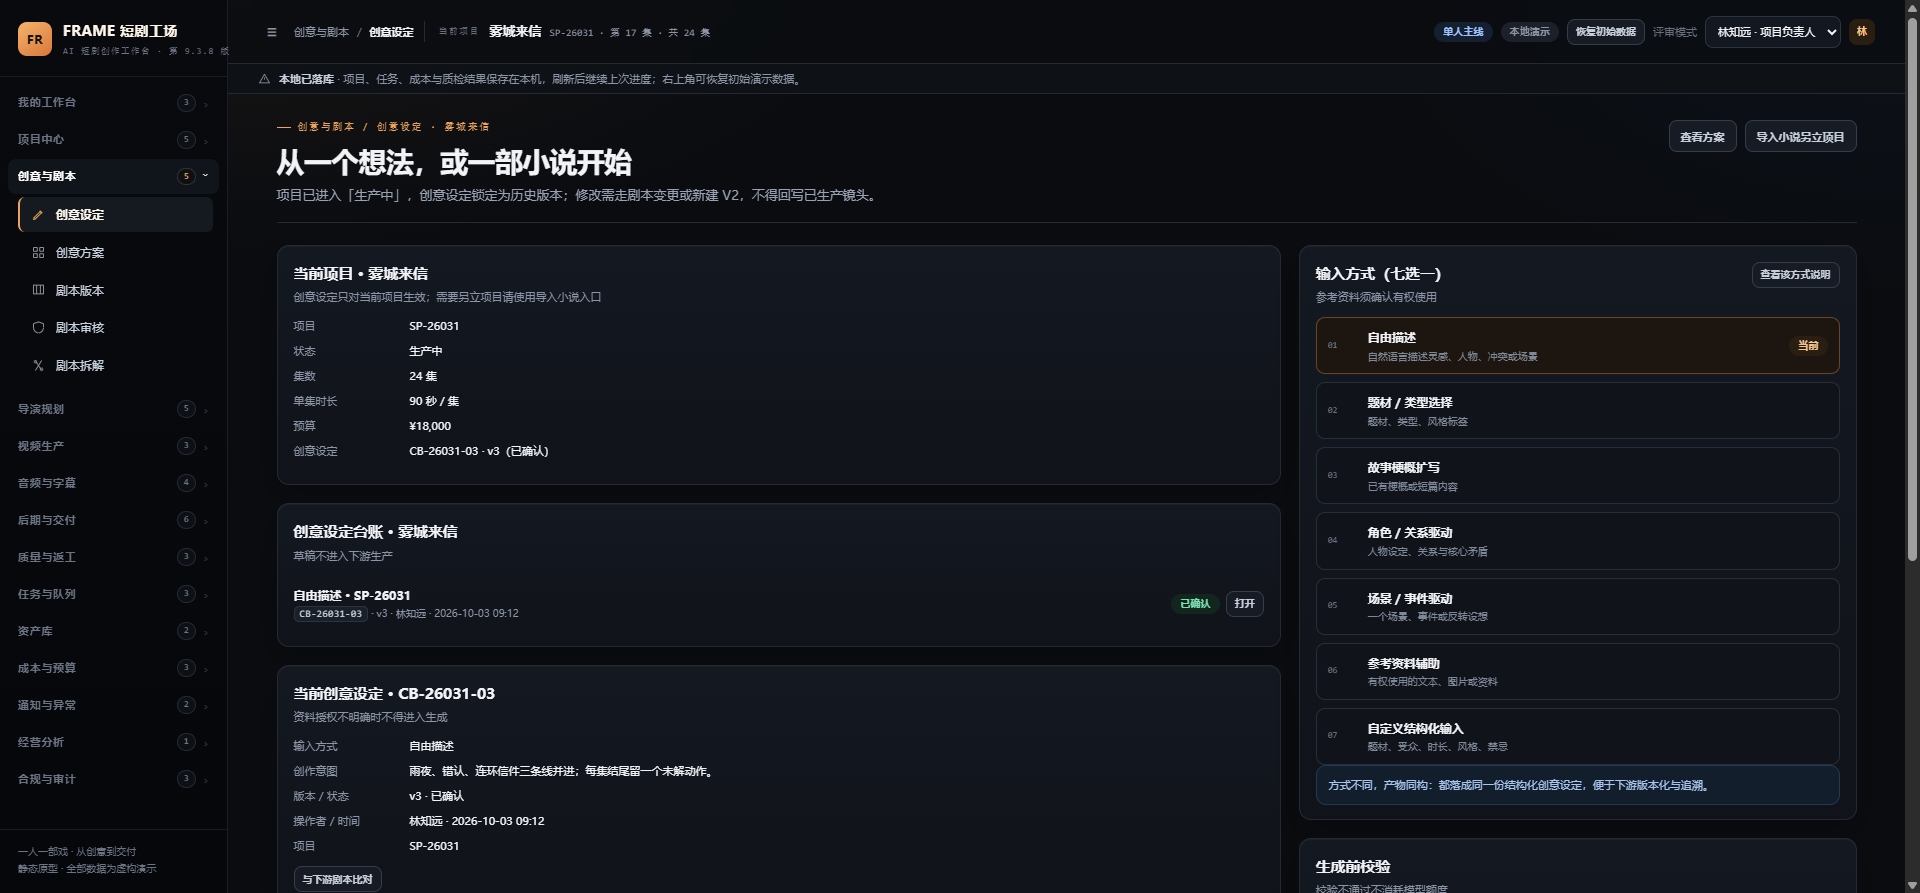 FR
FRAME 短剧工场
AI 短剧创作工作台 · 第 9.3.8 版
我的工作台 3
项目中心 5
创意与剧本 5
创意设定
创意方案
剧本版本
剧本审核
剧本拆解
导演规划 5
视频生产 3
音频与字幕 4
后期与交付 6
质量与返工 3
任务与队列 3
资产库 2
成本与预算 3
通知与异常 2
经营分析 1
合规与审计 3
一人一部戏 · 从创意到交付
静态原型 · 全部数据为虚构演示
创意与剧本 / 创意设定 当前项目 雾城来信 SP-26031 · 第 17 集 · 共 24 集
单人主线 本地演示 恢复初始数据 评审模式 林知远 · 项目负责人 林
本地已落库 · 项目、任务、成本与质检结果保存在本机，刷新后继续上次进度；右上角可恢复初始演示数据。
创意与剧本 / 创意设定 · 雾城来信
从一个想法，或一部小说开始
项目已进入「生产中」，创意设定锁定为历史版本；修改需走剧本变更或新建 V2，不得回写已生产镜头。
查看方案 导入小说另立项目
当前项目 • 雾城来信
创意设定只对当前项目生效；需要另立项目请使用导入小说入口
项目 SP-26031
状态 生产中
集数 24 集
单集时长 90 秒 / 集
预算 ¥18,000
创意设定 CB-26031-03 · v3（已确认）
创意设定台账 • 雾城来信
草稿不进入下游生产
自由描述 • SP-26031
CB-26031-03 · v3 · 林知远 · 2026-10-03 09:12
已确认 打开
当前创意设定 • CB-26031-03
资料授权不明确时不得进入生成
输入方式 自由描述
创作意图 雨夜、错认、连环信件三条线并进；每集结尾留一个未解动作。
版本 / 状态 v3 · 已确认
操作者 / 时间 林知远 · 2026-10-03 09:12
项目 SP-26031
与下游剧本比对
输入方式（七选一） 查看该方式说明
参考资料须确认有权使用
01 自由描述 当前
自然语言描述灵感、人物、冲突或场景
02 题材 / 类型选择
题材、类型、风格标签
03 故事梗概扩写
已有梗概或短篇内容
04 角色 / 关系驱动
人物设定、关系与核心矛盾
05 场景 / 事件驱动
一个场景、事件或反转设想
06 参考资料辅助
有权使用的文本、图片或资料
07 自定义结构化输入
题材、受众、时长、风格、禁忌
方式不同，产物同构：都落成同一份结构化创意设定，便于下游版本化与追溯。
生成前校验
校验不通过不消耗模型额度